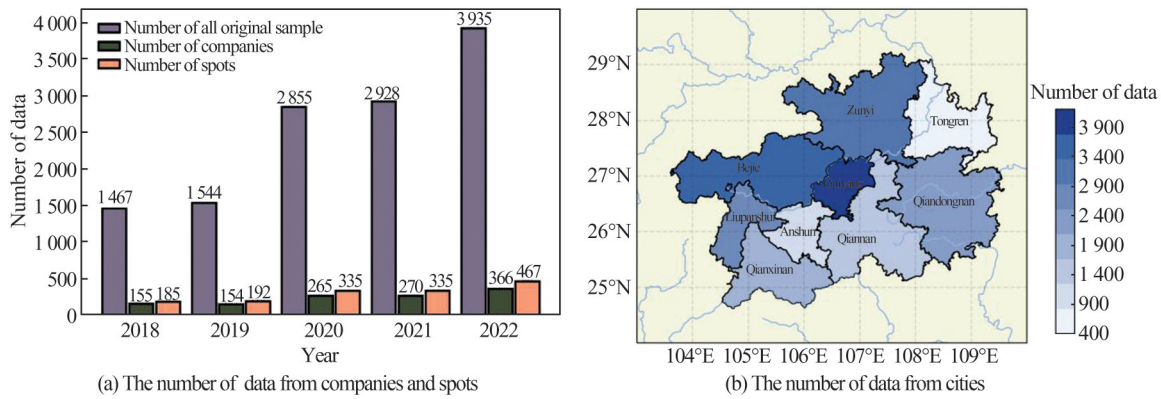 4 000
3 500
3 000
2 500
2 000
1 500
1 000
500
0
Number of data
Number of all original sample
Number of companies
Number of spots
1 467
155
185
1 544
154
192
2 855
265
335
2 928
270
335
3 935
366
467
2018
2019
2020
2021
2022
Year
(a) The number of data from companies and spots
29°N
28°N
27°N
26°N
25°N
Zunyi
Tongren
Bejie
Liupanshui
Anshun
Qiannan
Qiandongnan
Qianxinan
104°E
105°E
106°E
107°E
108°E
109°E
Number of data
3 900
3 400
2 900
2 400
1 900
1 400
900
400
(b) The number of data from cities